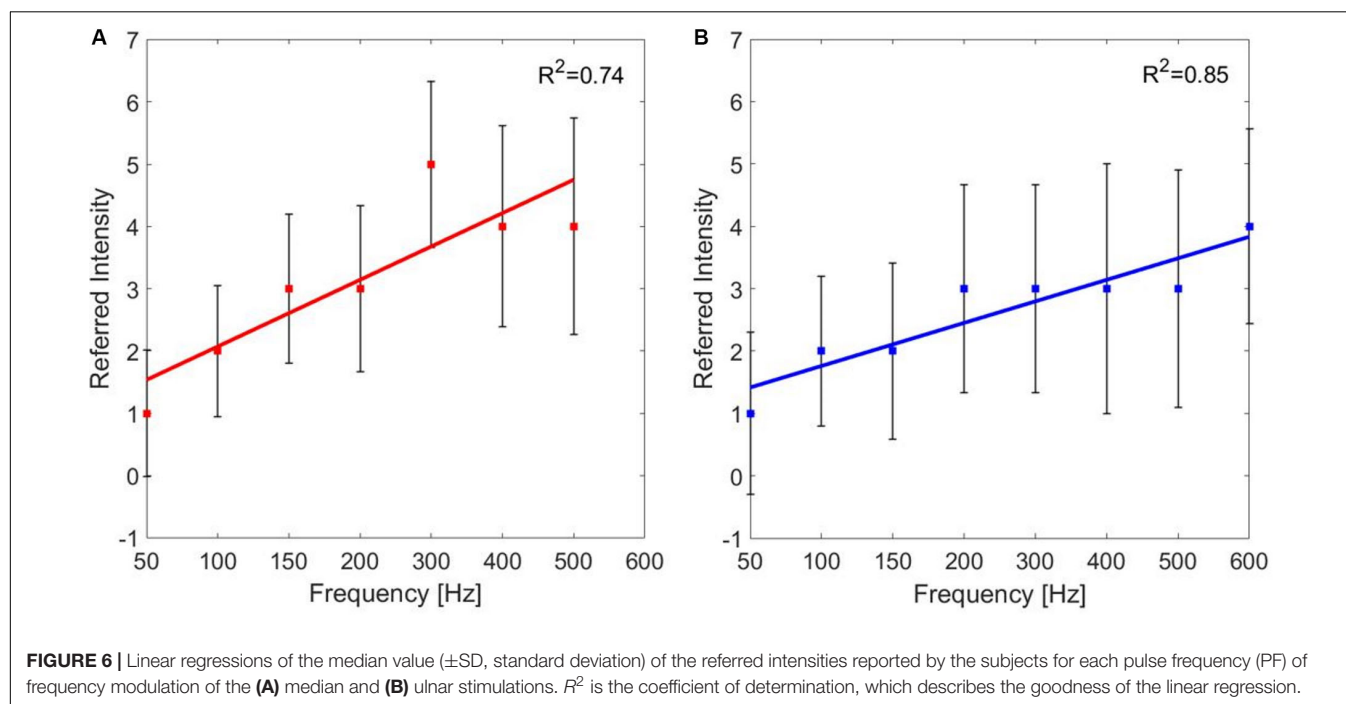 A
R²=0.74
7
6
5
4
3
2
1
0
-1
Referred Intensity
50 100 150 200 300 400 500 600
Frequency [Hz]
B
R²=0.85
7
6
5
4
3
2
1
0
-1
Referred Intensity
50 100 150 200 300 400 500 600
Frequency [Hz]
FIGURE 6 | Linear regressions of the median value (±SD, standard deviation) of the referred intensities reported by the subjects for each pulse frequency (PF) of
frequency modulation of the (A) median and (B) ulnar stimulations. R² is the coefficient of determination, which describes the goodness of the linear regression.